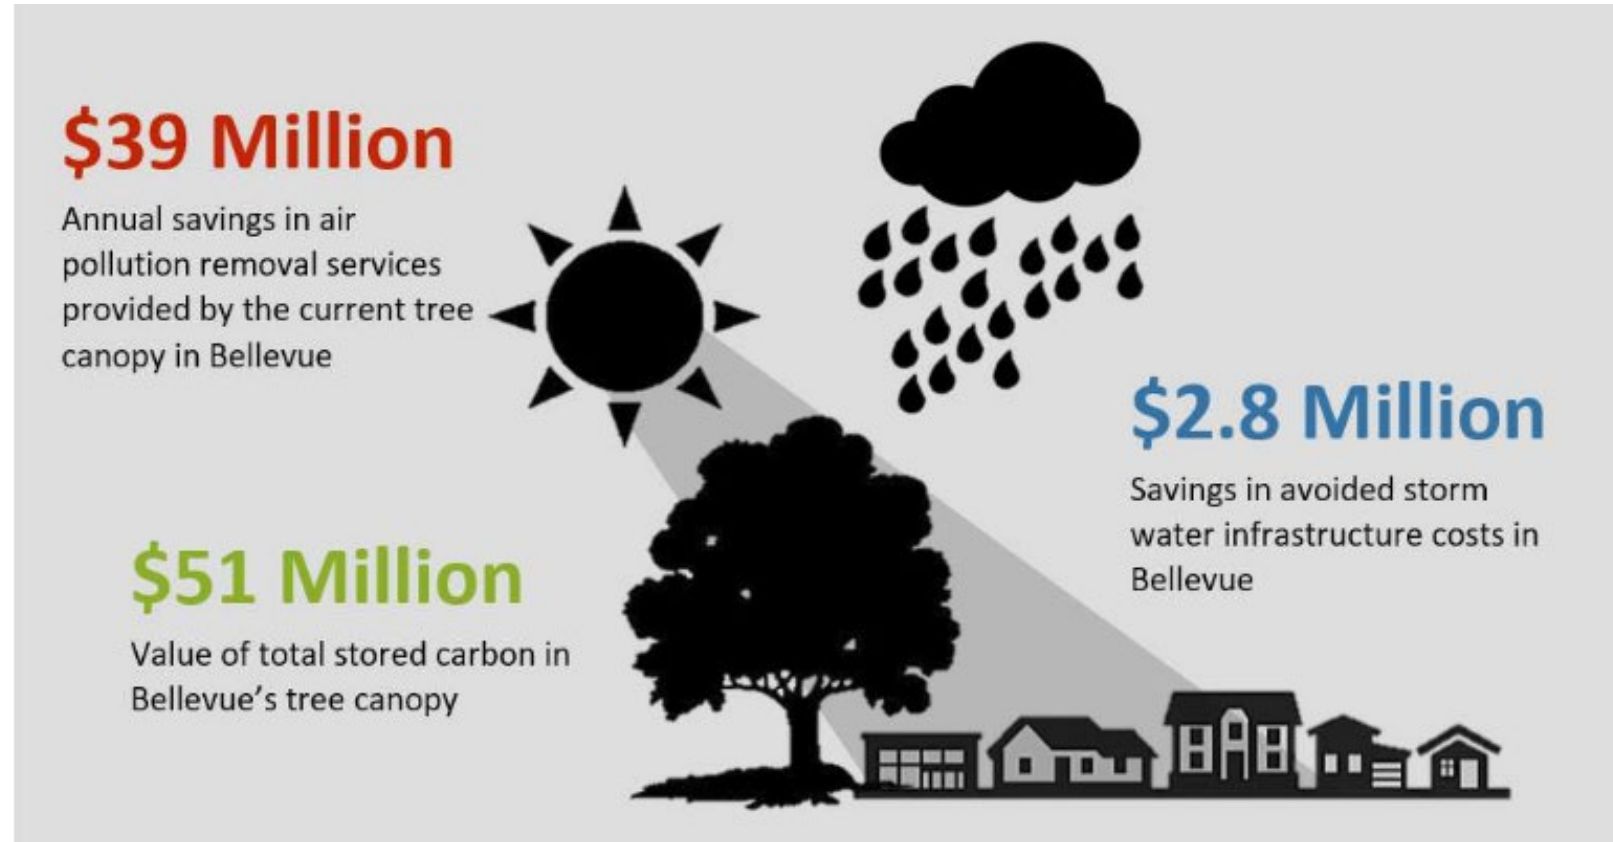 $39 Million
Annual savings in air
pollution removal services
provided by the current tree
canopy in Bellevue
$51 Million
Value of total stored carbon in
Bellevue’s tree canopy
$2.8 Million
Savings in avoided storm
water infrastructure costs in
Bellevue